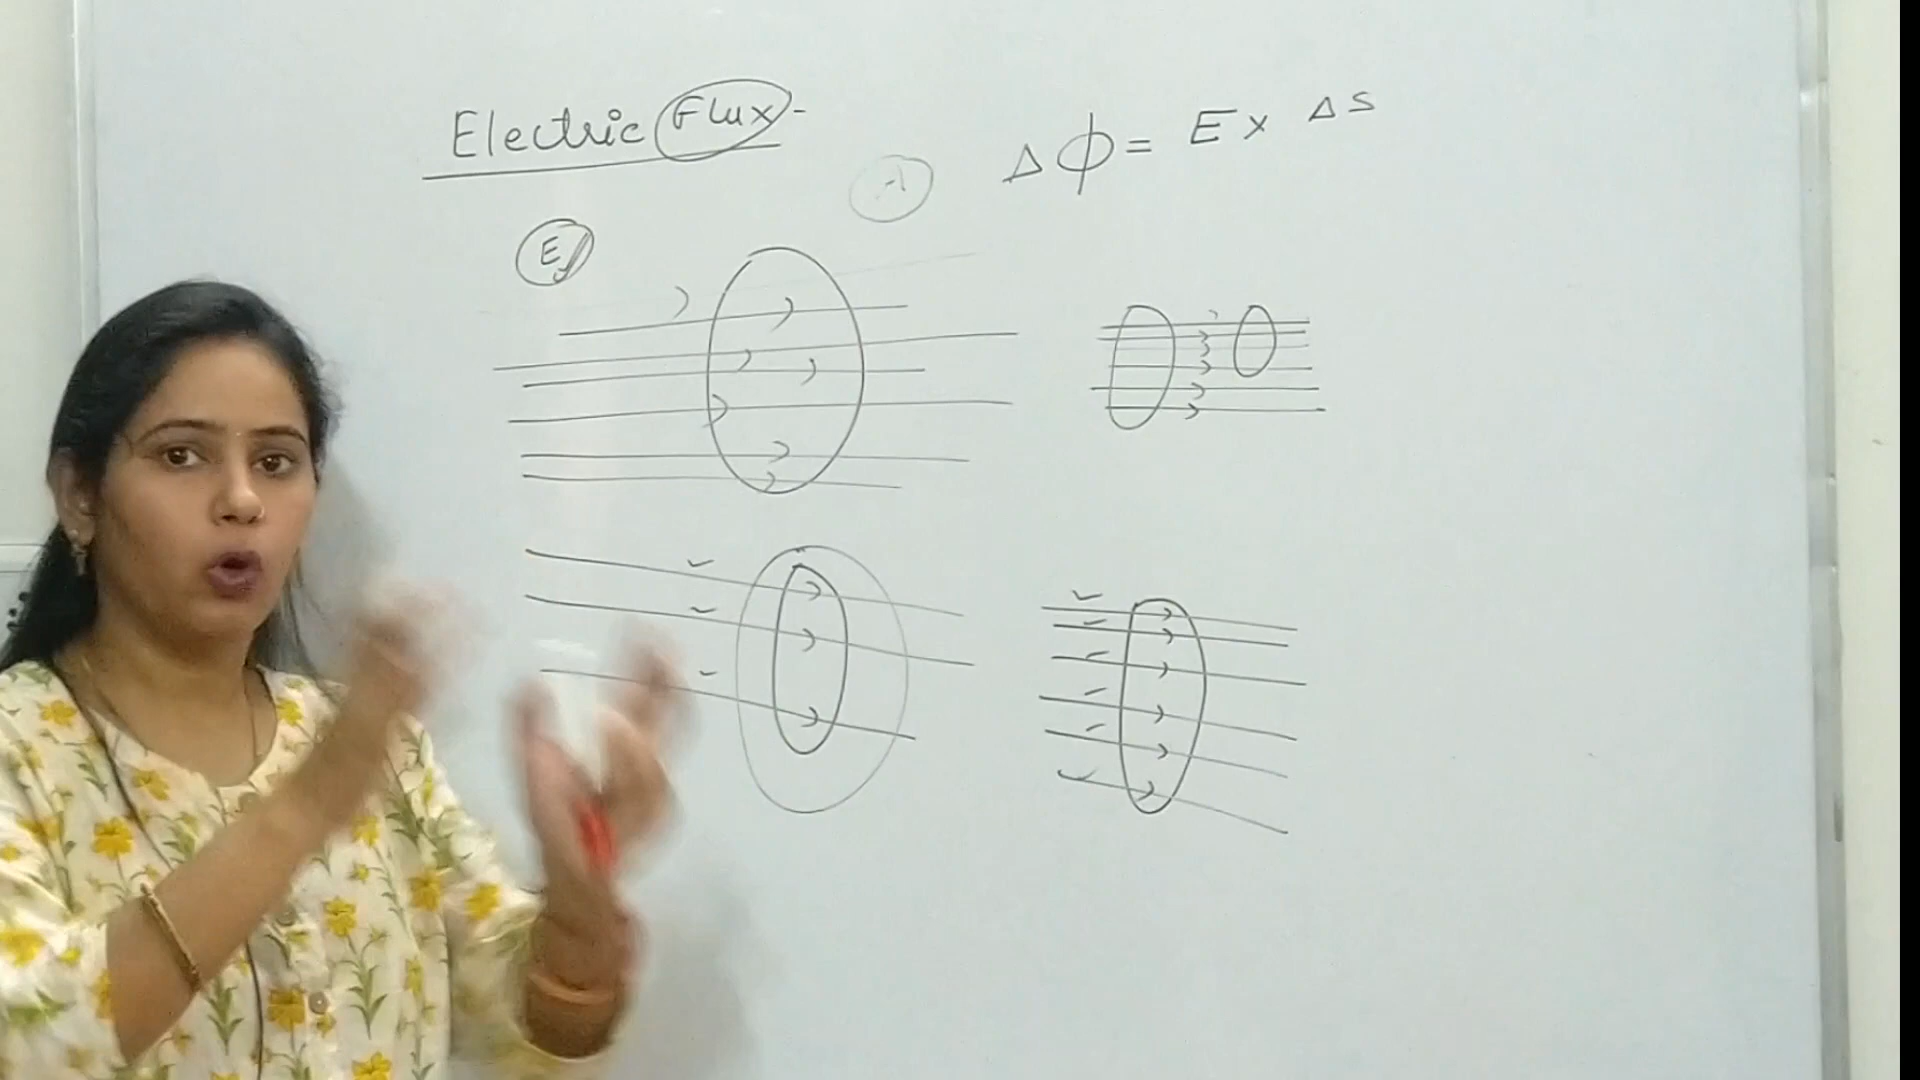 Electric Flux-
Δϕ = E × ΔS
E